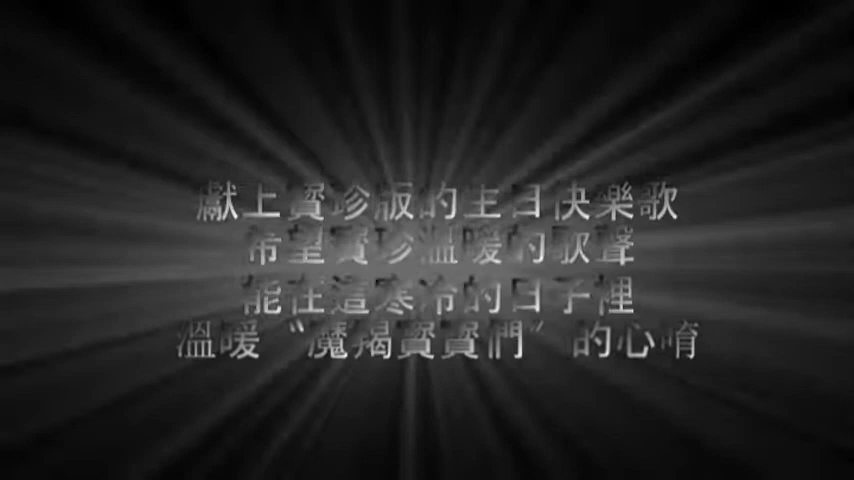 獻上寶珍版的生日快樂歌
希望寶珍溫暖的歌聲
能在這寒冷的日子裡
溫暖〝魔羯寶寶們〞的心唷